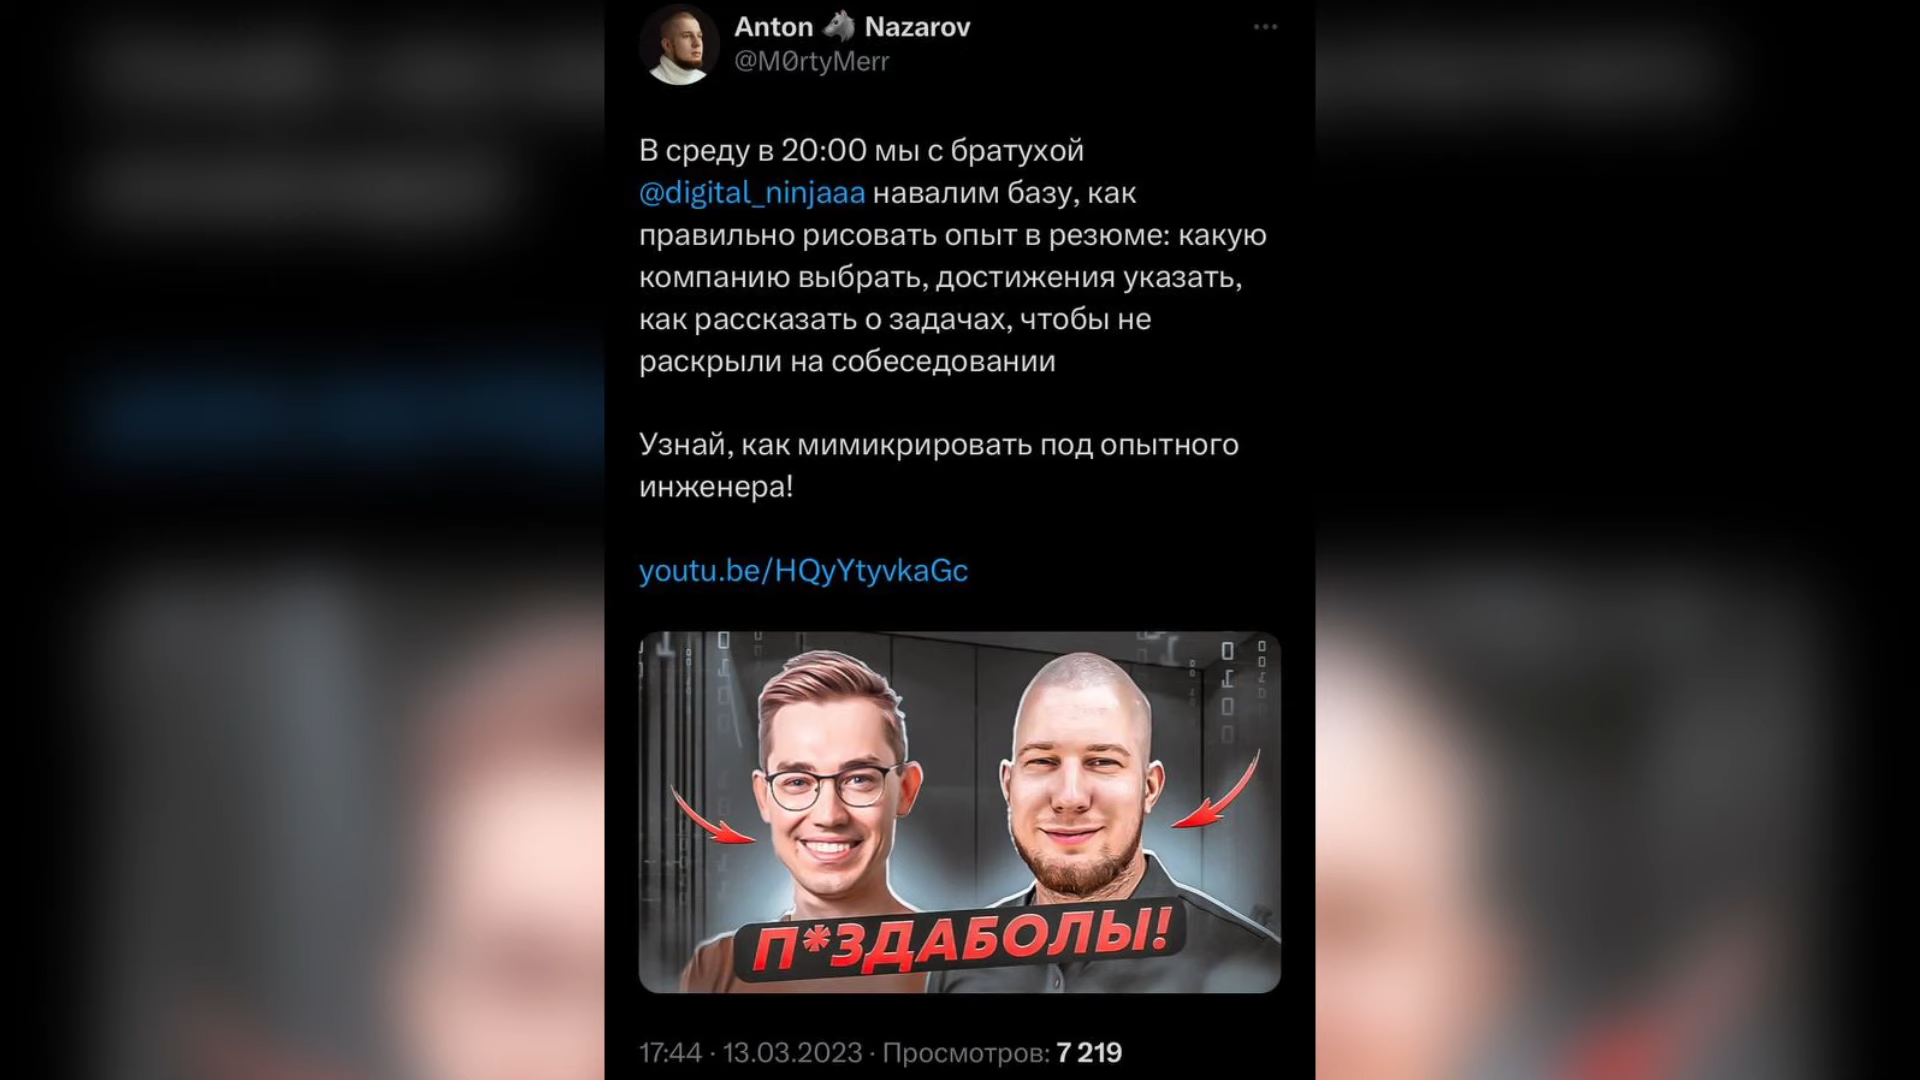 Anton 🐺 Nazarov
@M0rtyMerr
В среду в 20:00 мы с братухой
@digital_ninjaaa навалим базу, как
правильно рисовать опыт в резюме: какую
компанию выбрать, достижения указать,
как рассказать о задачах, чтобы не
раскрыли на собеседовании
Узнай, как мимикрировать под опытного
инженера!
youtu.be/HQyYtyvkaGc
П*ЗДАБОЛЫ!
17:44 · 13.03.2023 · Просмотров: 7 219